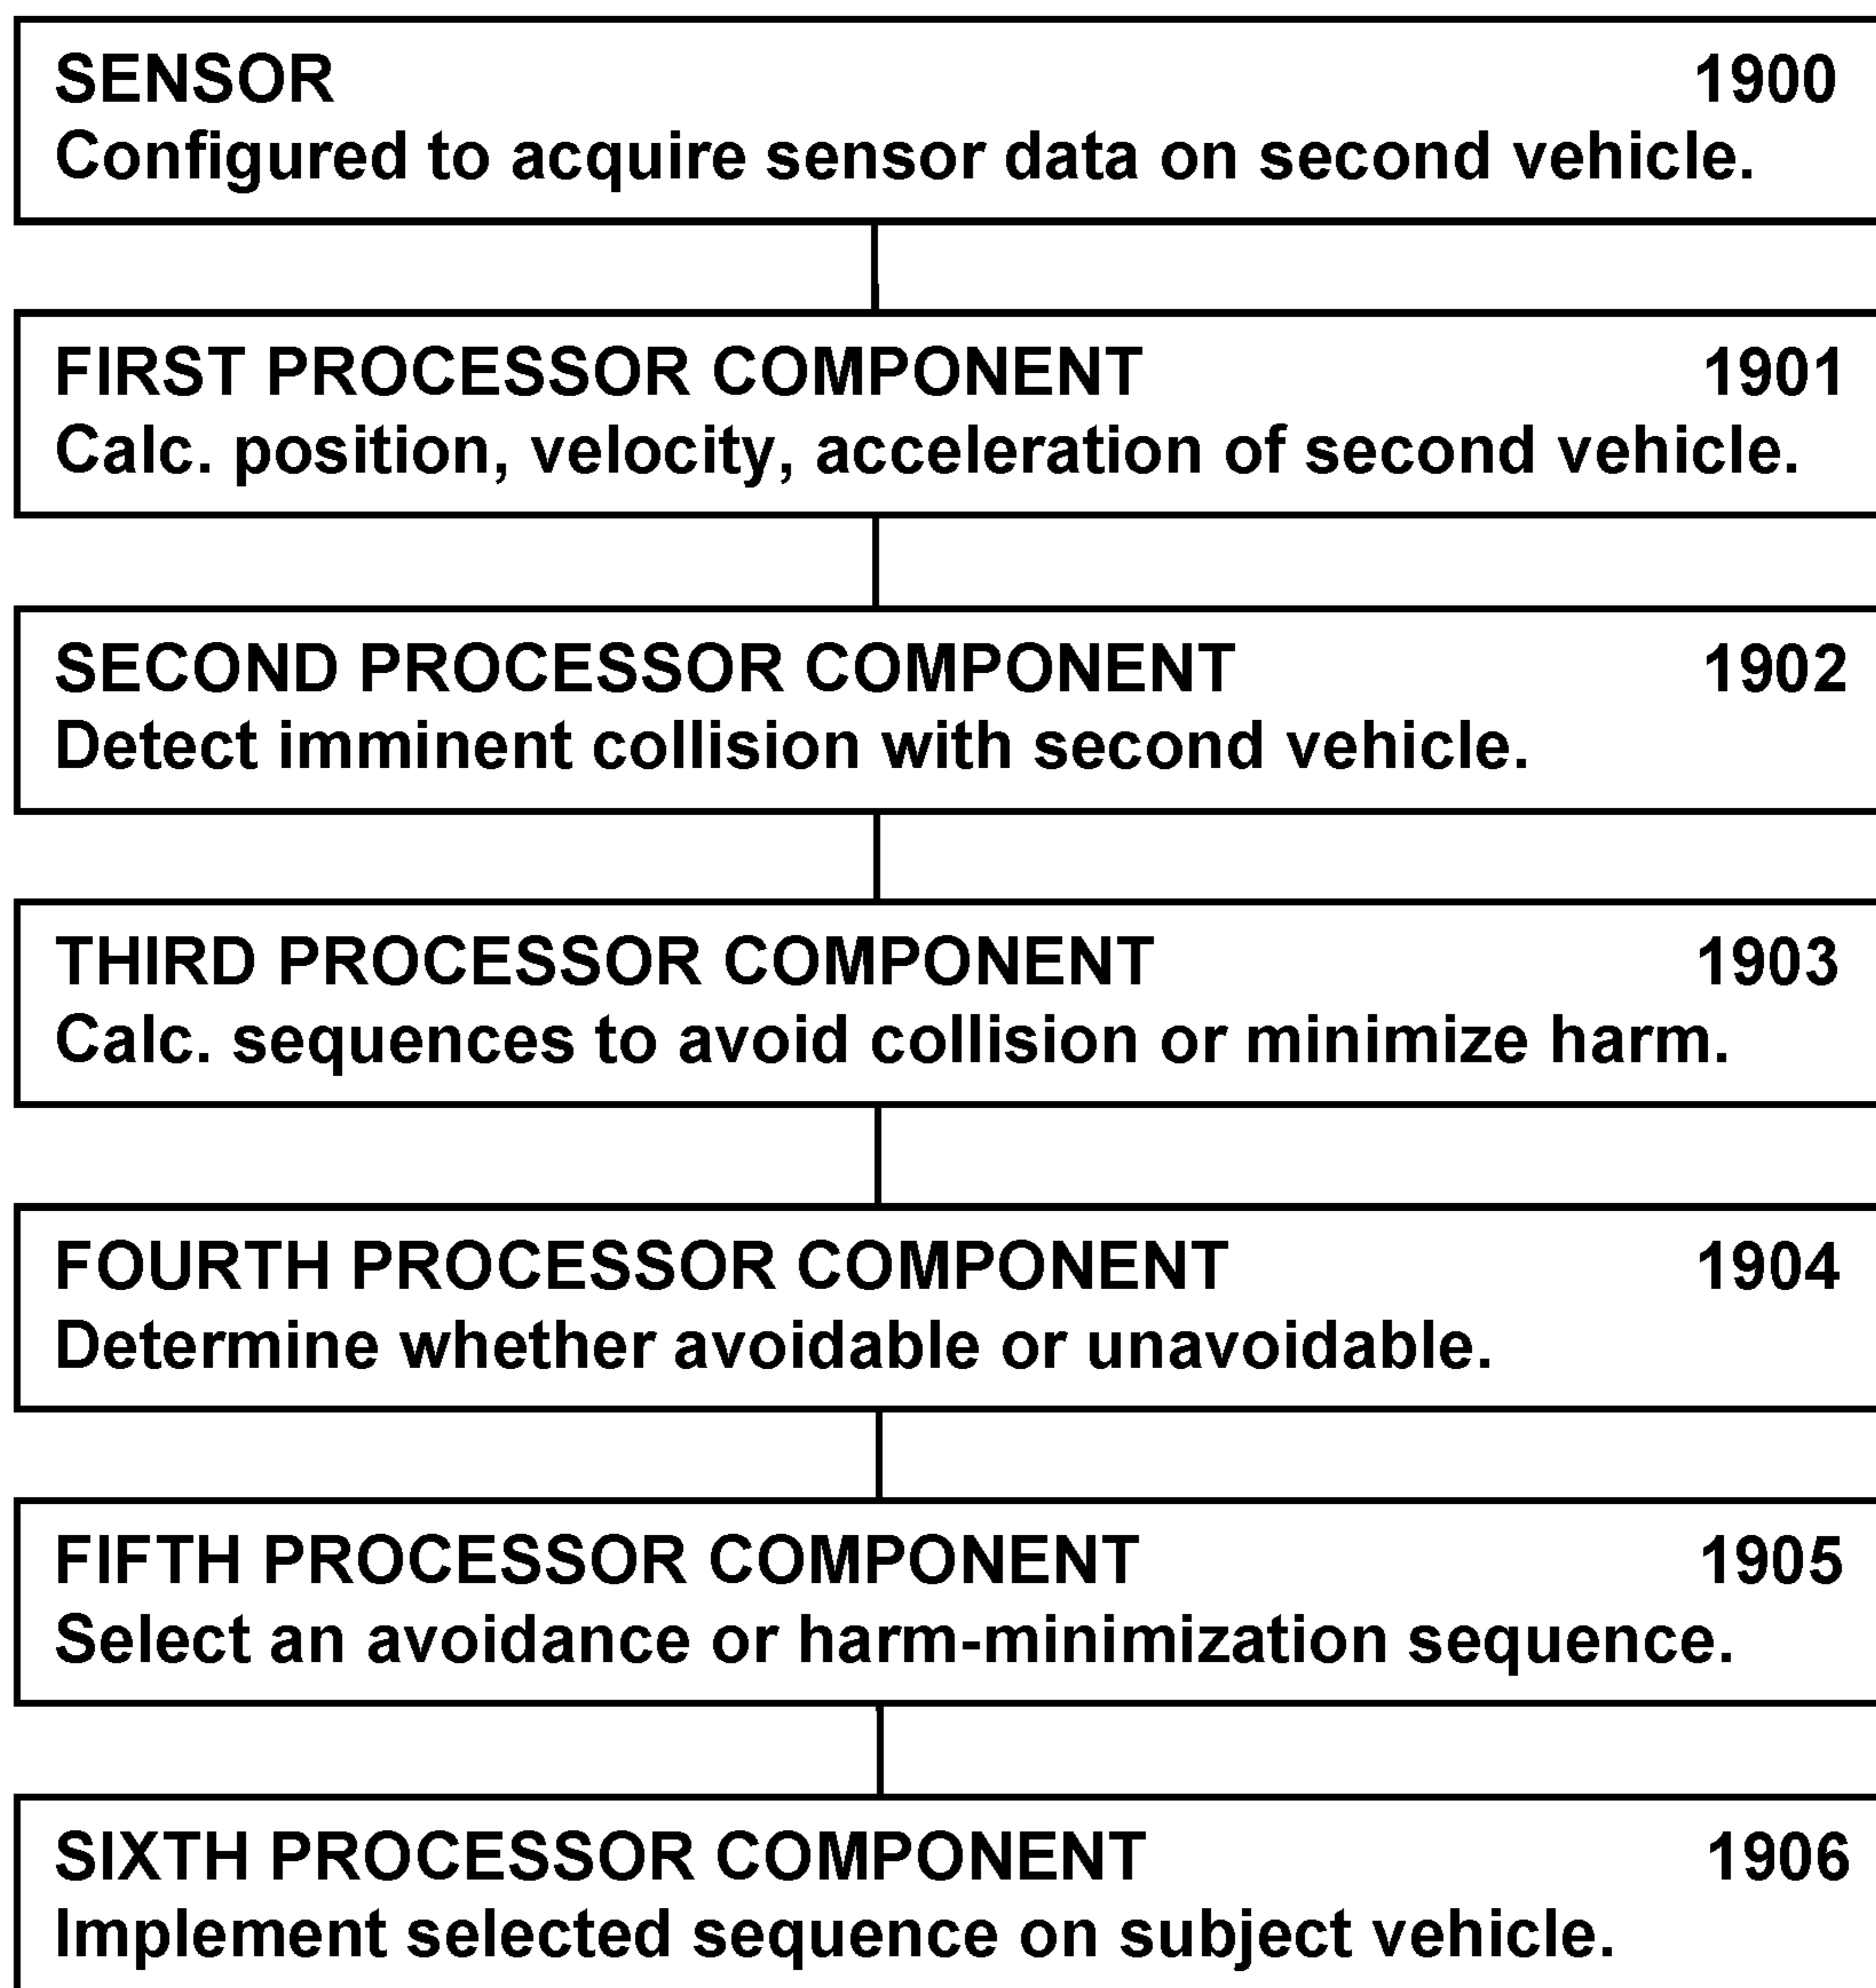 SENSOR 1900
Configured to acquire sensor data on second vehicle.
FIRST PROCESSOR COMPONENT 1901
Calc. position, velocity, acceleration of second vehicle.
SECOND PROCESSOR COMPONENT 1902
Detect imminent collision with second vehicle.
THIRD PROCESSOR COMPONENT 1903
Calc. sequences to avoid collision or minimize harm.
FOURTH PROCESSOR COMPONENT 1904
Determine whether avoidable or unavoidable.
FIFTH PROCESSOR COMPONENT 1905
Select an avoidance or harm-minimization sequence.
SIXTH PROCESSOR COMPONENT 1906
Implement selected sequence on subject vehicle.